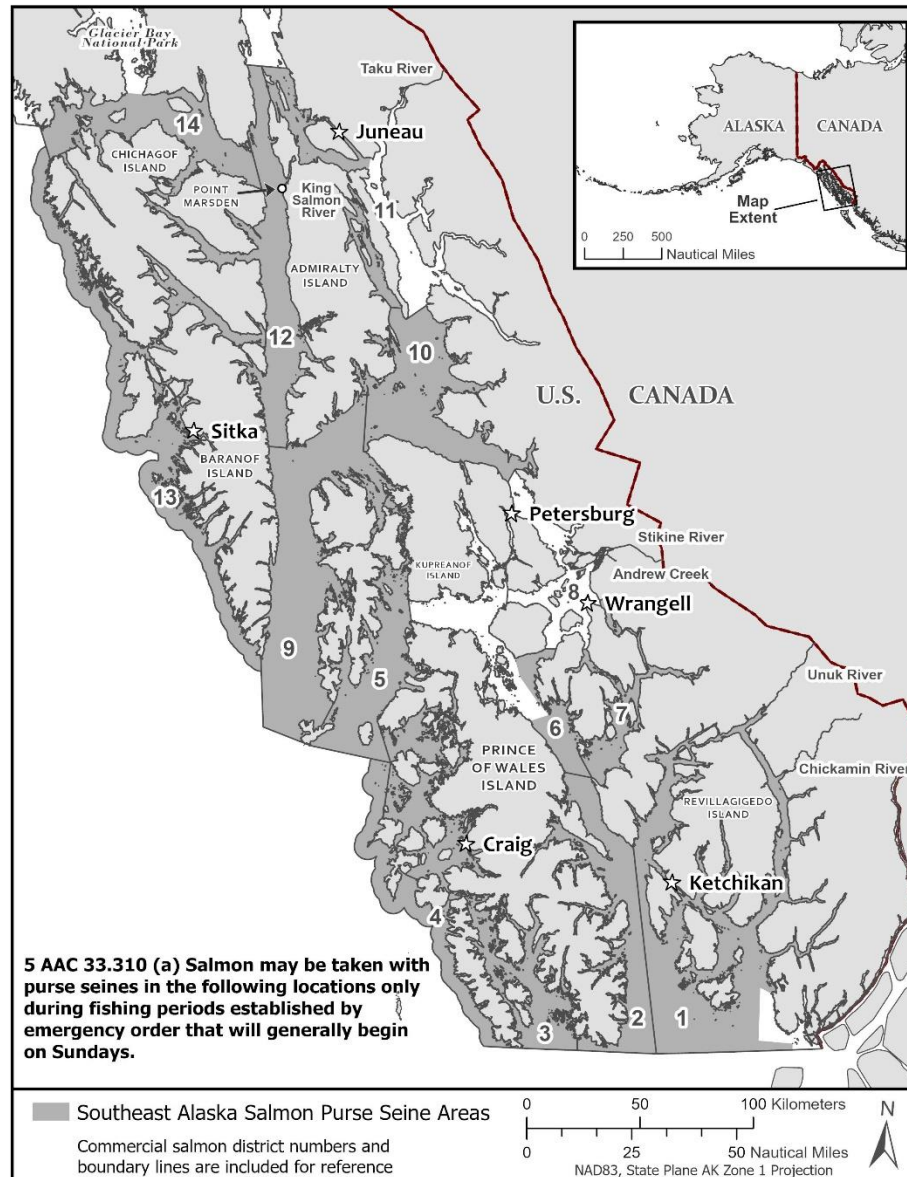 Glacier Bay
National Park
Taku River
14
Juneau
CHICHAGOF
ISLAND
POINT
MARSDEN
King
Salmon
River
11
ADMIRALTY
ISLAND
12
10
ALASKA
CANADA
Map
Extent
0 250 500
Nautical Miles
U.S. CANADA
Sitka
BARANOF
ISLAND
13
Petersburg
Stikine River
KUPREANOF
ISLAND
Andrew Creek
8
Wrangell
9
5
Unuk River
6
7
PRINCE
OF WALES
ISLAND
Chickamin River
REVILLAGIGEDO
ISLAND
Craig
Ketchikan
4
5 AAC 33.310 (a) Salmon may be taken with
purse seines in the following locations only
during fishing periods established by
emergency order that will generally begin
on Sundays.
3
2
1
Southeast Alaska Salmon Purse Seine Areas
Commercial salmon district numbers and
boundary lines are included for reference
0 50 100 Kilometers
0 25 50 Nautical Miles
NAD83, State Plane AK Zone 1 Projection
N